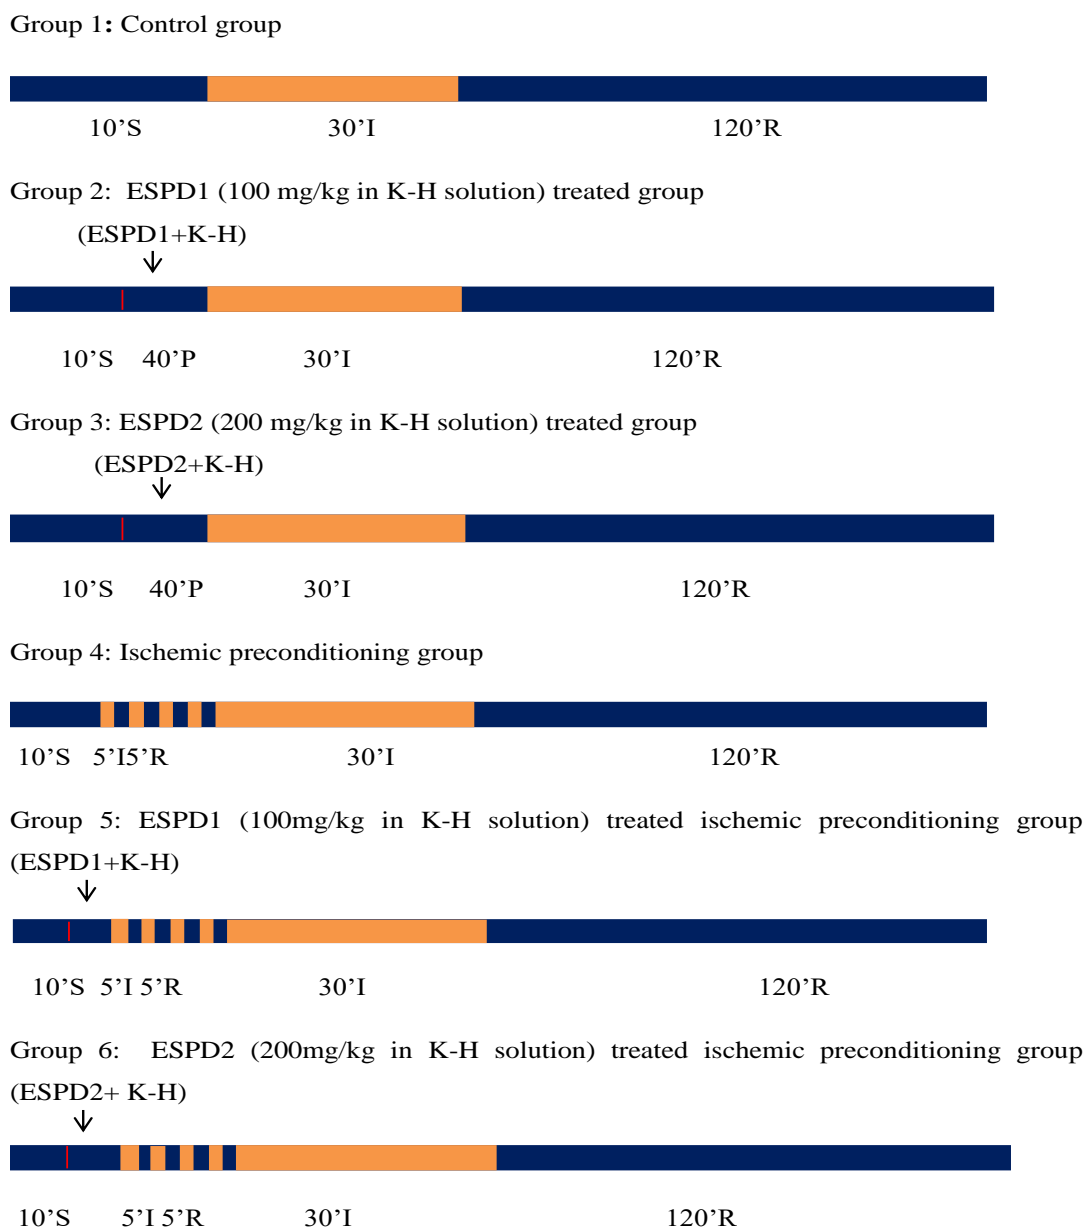 Group 1: Control group
10’S 30’I 120’R
Group 2: ESPD1 (100 mg/kg in K-H solution) treated group
(ESPD1+K-H)
10’S 40’P 30’I 120’R
Group 3: ESPD2 (200 mg/kg in K-H solution) treated group
(ESPD2+K-H)
10’S 40’P 30’I 120’R
Group 4: Ischemic preconditioning group
10’S 5’I5’R 30’I 120’R
Group 5: ESPD1 (100mg/kg in K-H solution) treated ischemic preconditioning group
(ESPD1+K-H)
10’S 5’I 5’R 30’I 120’R
Group 6: ESPD2 (200mg/kg in K-H solution) treated ischemic preconditioning group
(ESPD2+ K-H)
10’S 5’I 5’R 30’I 120’R